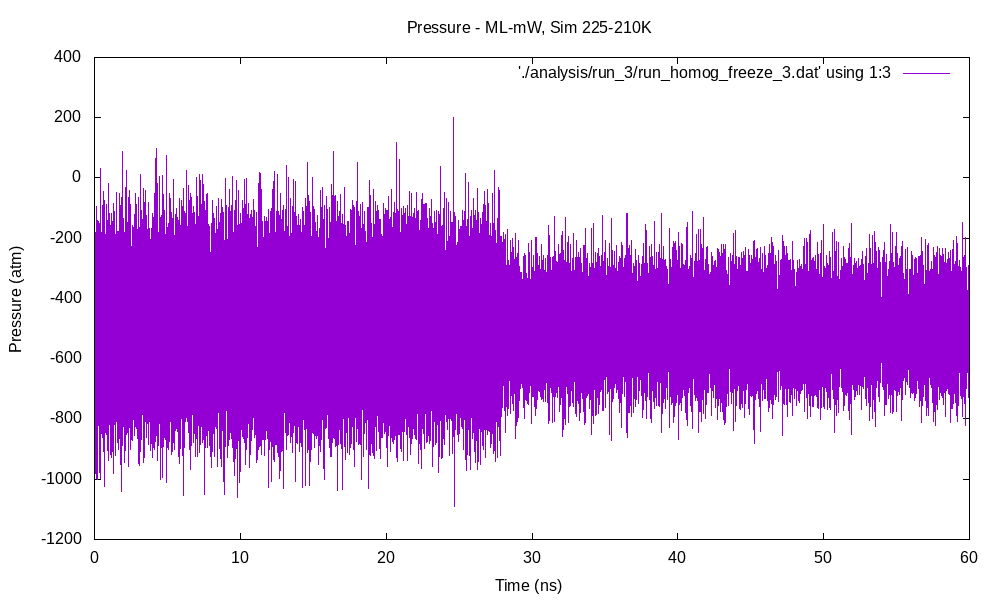 Pressure - ML-mW, Sim 225-210K
'./analysis/run_3/run_homog_freeze_3.dat' using 1:3
400
200
0
-200
-400
-600
-800
-1000
-1200
Pressure (atm)
0 10 20 30 40 50 60
Time (ns)